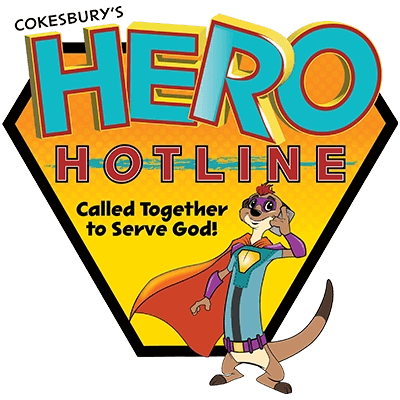 COKESBURY'S
HERO
HOTLINE
Called Together
to Serve God!